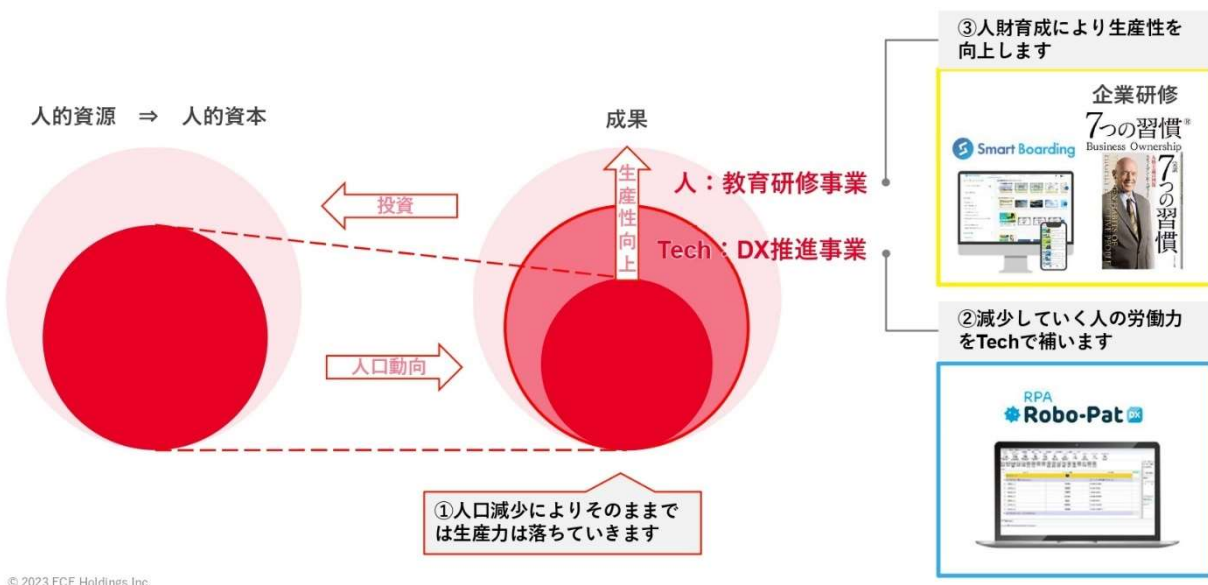 ③人財育成により生産性を
向上します
人的資源 ⇒ 人的資本
成果
企業研修
7つの習慣®
Business Ownership
Smart Boarding
7つの習慣
生産性向上
人：教育研修事業
投資
Tech：DX推進事業
②減少していく人の労働力
をTechで補います
人口動向
RPA
Robo-Pat DX
①人口減少によりそのままで
は生産力は落ちていきます
© 2023 ECE Holdings Inc